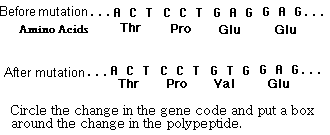 Before mutation...A C T C C T G A G G A G...
Amino Acids Thr Pro Glu Glu
After mutation...A C T C C T G T G G A G...
Thr Pro Val Glu
Circle the change in the gene code and put a box
around the change in the polypeptide.